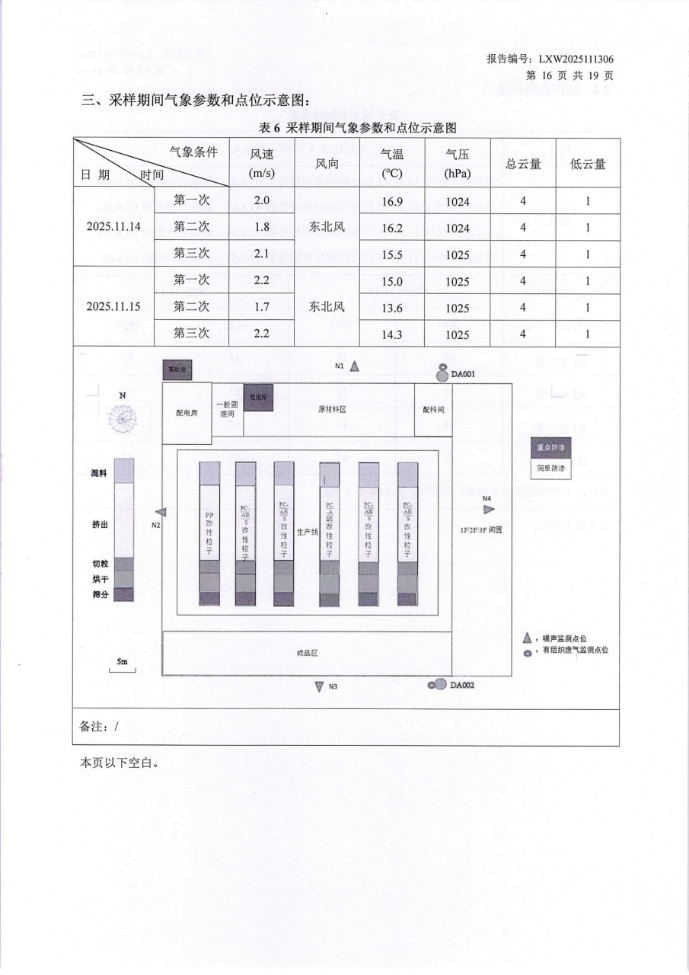 报告编号：LXW2025111306
第 16 页 共 19 页
三、采样期间气象参数和点位示意图：
表 6 采样期间气象参数和点位示意图
气象条件 日 期 时间 风速 (m/s) 风向 气温 (℃) 气压 (hPa) 总云量 低云量
2025.11.14 第一次 2.0 东北风 16.9 1024 4 1
第二次 1.8 16.2 1024 4 1
第三次 2.1 15.5 1025 4 1
2025.11.15 第一次 2.2 东北风 15.0 1025 4 1
第二次 1.7 13.6 1025 4 1
第三次 2.2 14.3 1025 4 1
N1
DA001
N
配电房
一般固废间
原材料区
配料间
重点防渗
简单防渗
混料
挤出
切粒
烘干
筛分
N2
PP改性粒子
PC-ABS改性粒子
PC-ABS改性粒子
生产线
改性粒子
PC-ABS改性粒子
PC-ABS改性粒子
N4
1F/2F/3F 闲置
成品区
5m
N3
DA002
，噪声监测点位
，有组织废气监测点位
备注：/
本页以下空白。